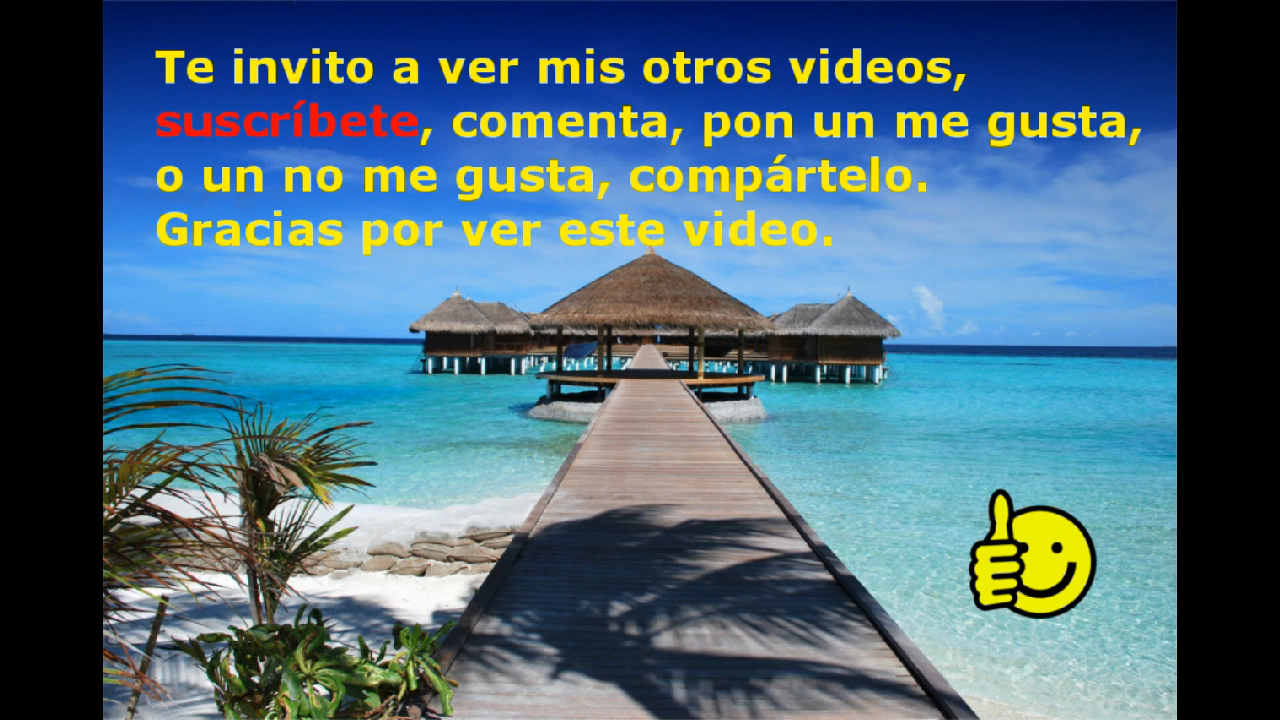 Te invito a ver mis otros videos,
suscríbete, comenta, pon un me gusta,
o un no me gusta, compártelo.
Gracias por ver este video.